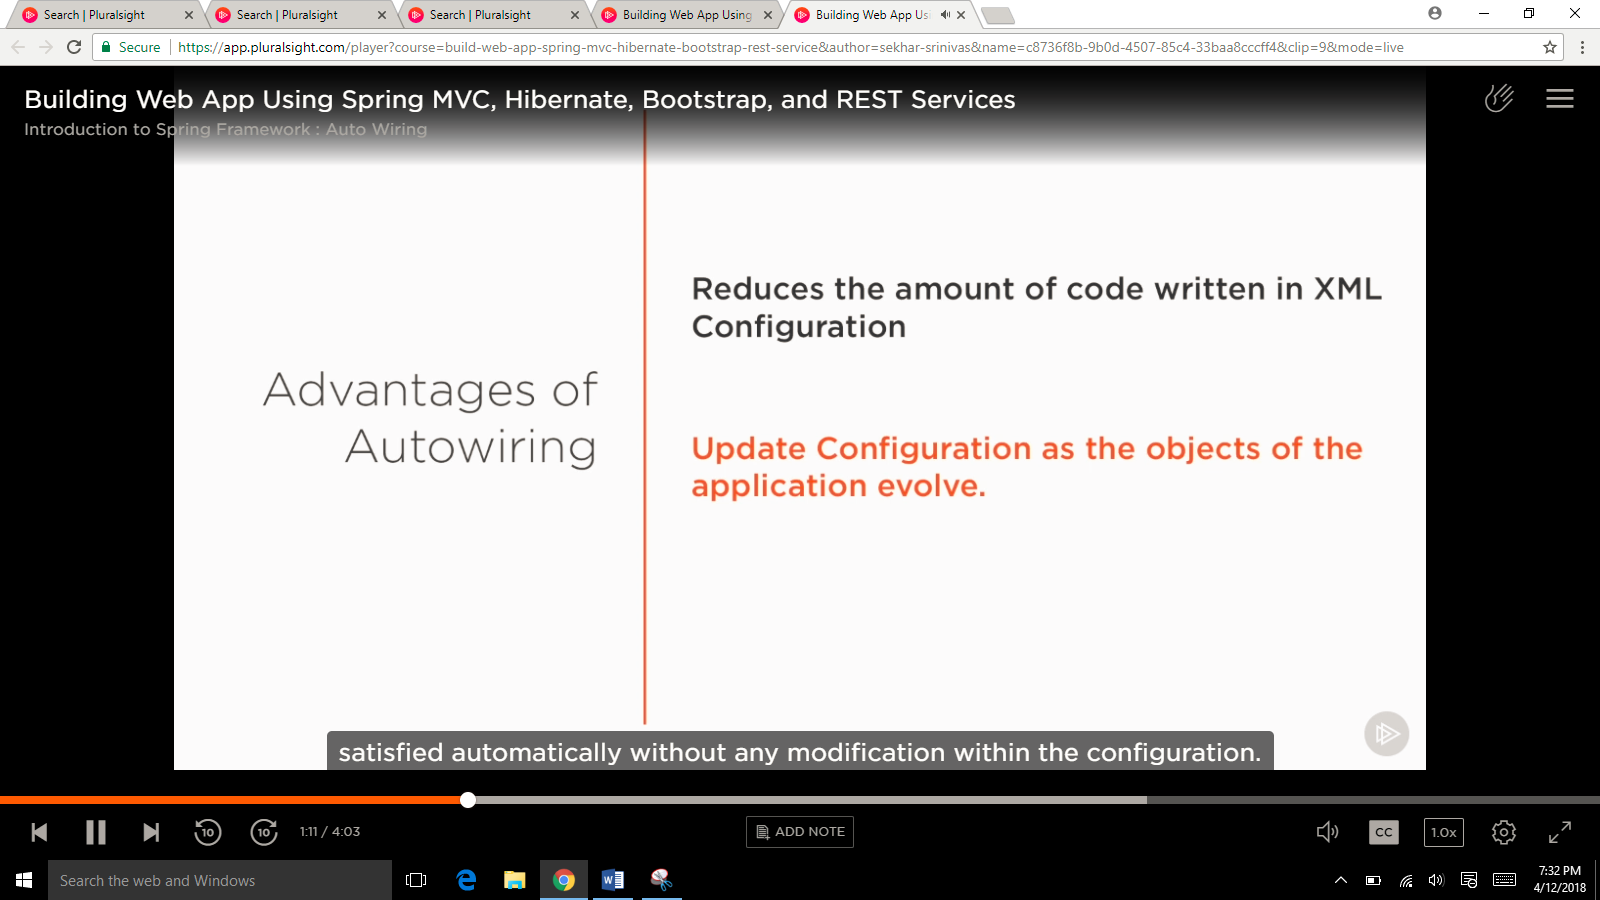 Search | Pluralsight
Search | Pluralsight
Search | Pluralsight
Building Web App Using
Building Web App Us
Secure
https://app.pluralsight.com/player?course=build-web-app-spring-mvc-hibernate-bootstrap-rest-service&author=sekhar-srinivas&name=c8736f8b-9b0d-4507-85c4-33baa8cccff4&clip=9&mode=live
Building Web App Using Spring MVC, Hibernate, Bootstrap, and REST Services
Introduction to Spring Framework : Auto Wiring
Advantages of
Autowiring
Reduces the amount of code written in XML
Configuration
Update Configuration as the objects of the
application evolve.
satisfied automatically without any modification within the configuration.
10
10
1:11 / 4:03
ADD NOTE
CC
1.0x
Search the web and Windows
7:32 PM
4/12/2018